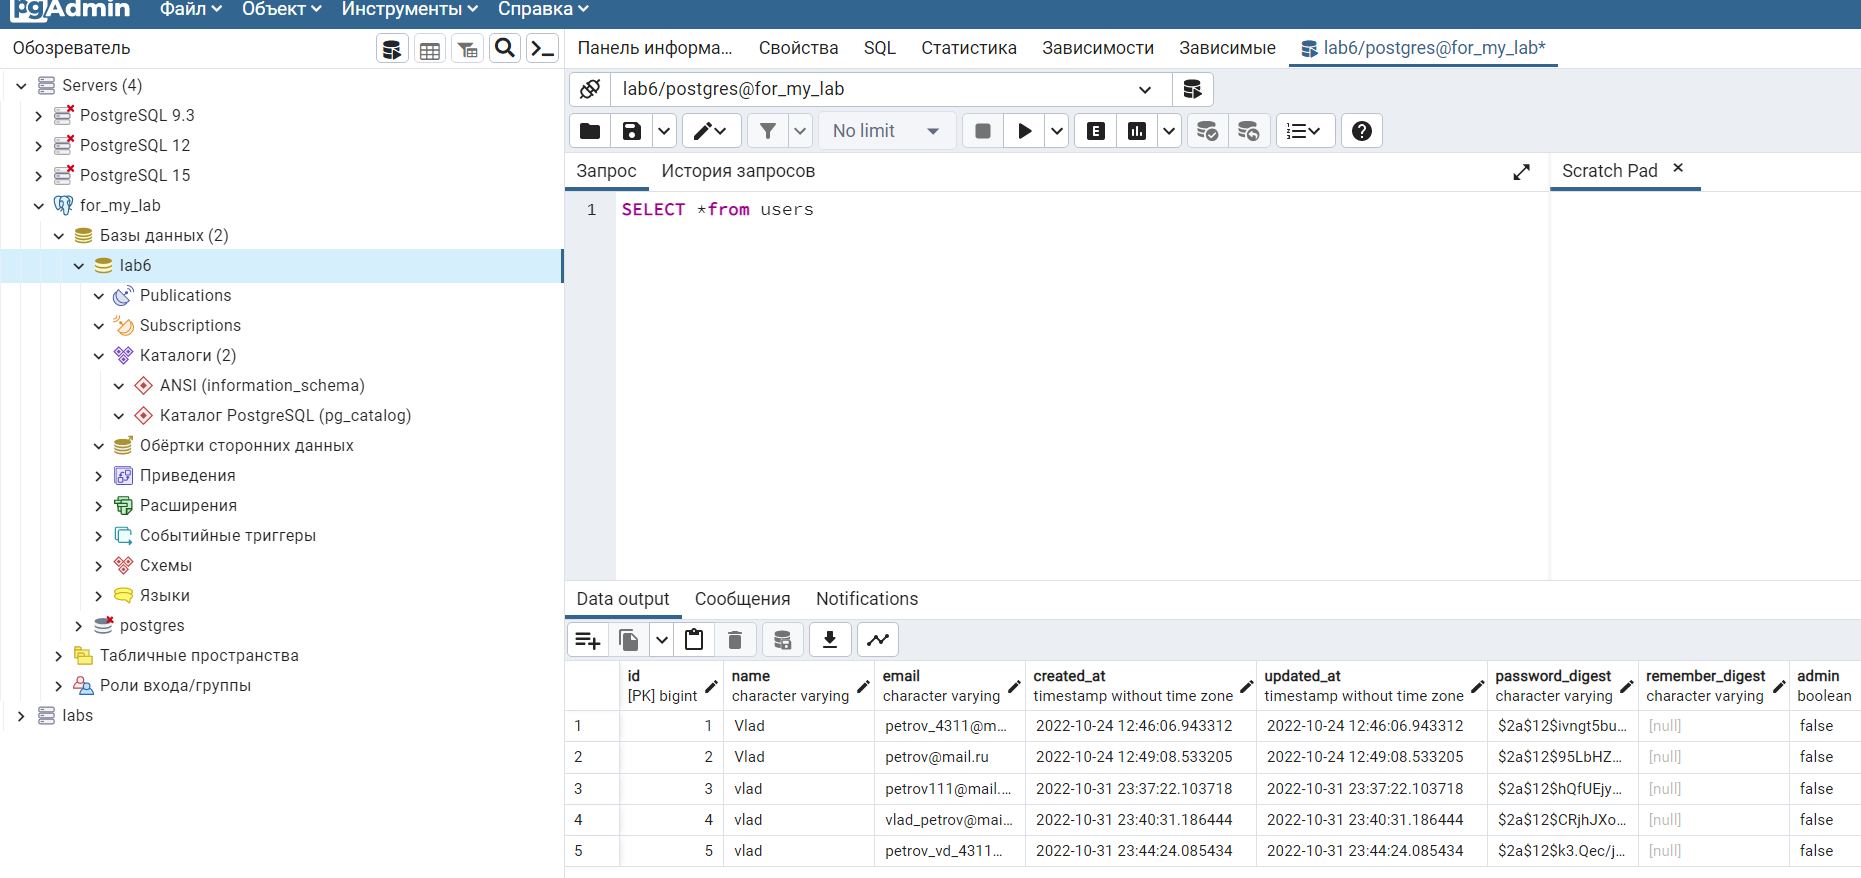 pgAdmin Файл Объект Инструменты Справка
Обозреватель
Servers (4)
PostgreSQL 9.3
PostgreSQL 12
PostgreSQL 15
for_my_lab
Базы данных (2)
lab6
Publications
Subscriptions
Каталоги (2)
ANSI (information_schema)
Каталог PostgreSQL (pg_catalog)
Обёртки сторонних данных
Приведения
Расширения
Событийные триггеры
Схемы
Языки
postgres
Табличные пространства
Роли входа/группы
labs
Панель информа... Свойства SQL Статистика Зависимости Зависимые lab6/postgres@for_my_lab*
lab6/postgres@for_my_lab
No limit
Запрос История запросов Scratch Pad
1 SELECT *from users
Data output Сообщения Notifications
id name email created_at updated_at password_digest remember_digest admin
[PK] bigint character varying character varying timestamp without time zone timestamp without time zone character varying character varying boolean
1 1 Vlad petrov_4311@m... 2022-10-24 12:46:06.943312 2022-10-24 12:46:06.943312 $2a$12$ivngt5bu... [null] false
2 2 Vlad petrov@mail.ru 2022-10-24 12:49:08.533205 2022-10-24 12:49:08.533205 $2a$12$95LbHZ... [null] false
3 3 vlad petrov111@mail.... 2022-10-31 23:37:22.103718 2022-10-31 23:37:22.103718 $2a$12$hQfUEjy... [null] false
4 4 vlad vlad_petrov@mai... 2022-10-31 23:40:31.186444 2022-10-31 23:40:31.186444 $2a$12$CRjhJXo... [null] false
5 5 vlad petrov_vd_4311... 2022-10-31 23:44:24.085434 2022-10-31 23:44:24.085434 $2a$12$k3.Qec/j... [null] false